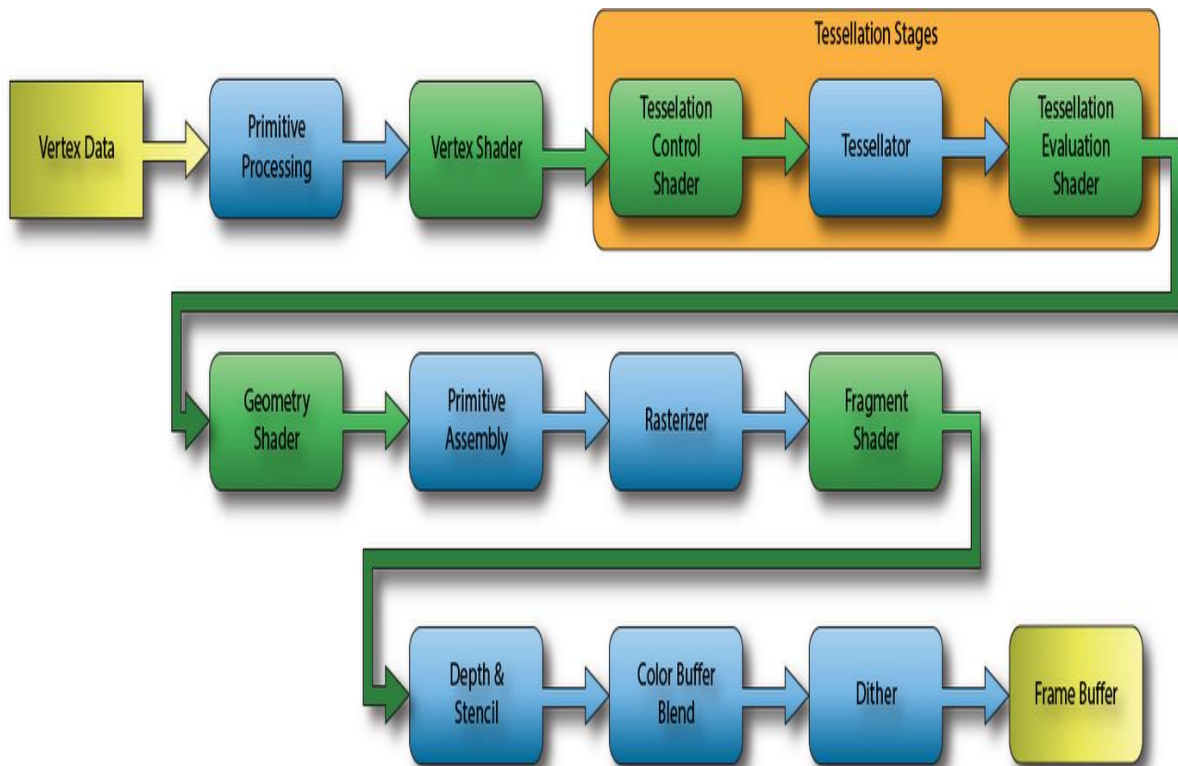 Tessellation Stages
Vertex Data
Primitive
Processing
Vertex Shader
Tesselation
Control
Shader
Tessellator
Tessellation
Evaluation
Shader
Geometry
Shader
Primitive
Assembly
Rasterizer
Fragment
Shader
Depth &
Stencil
Color Buffer
Blend
Dither
Frame Buffer